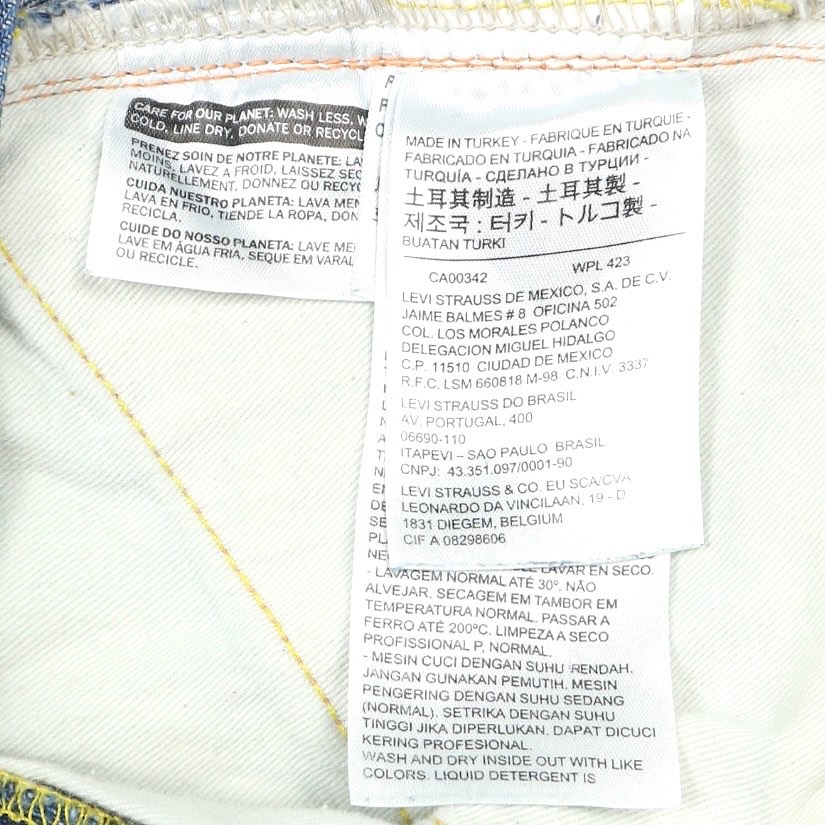 CARE FOR OUR PLANET: WASH LESS,
COLD, LINE DRY, DONATE OR RECYCL
PRENEZ SOIN DE NOTRE PLANETE: LA
MOINS, LAVEZ A FROID, LAISSEZ SEC
NATURELLEMENT, DONNEZ OU RECYC
CUIDA NUESTRO PLANETA: LAVA MEN
LAVA EN FRIO, TIENDE LA ROPA, DON
RECICLA.
CUIDE DO NOSSO PLANETA: LAVE ME
LAVE EM ÁGUA FRIA, SEQUE EM VARAL
OU RECICLE.
MADE IN TURKEY - FABRIQUE EN TURQUIE -
FABRICADO EN TURQUIA - FABRICADO NA
TURQUÍA - СДЕЛАНО В ТУРЦИИ -
土耳其制造 - 土耳其製 -
제조국 : 터키 - トルコ製 -
BUATAN TURKI
CA00342 WPL 423
LEVI STRAUSS DE MEXICO, S.A. DE C.V.
JAIME BALMES # 8 OFICINA 502
COL. LOS MORALES POLANCO
DELEGACION MIGUEL HIDALGO
C.P. 11510 CIUDAD DE MEXICO
R.F.C. LSM 660818 M-98 C.N.I.V. 3337
LEVI STRAUSS DO BRASIL
AV. PORTUGAL, 400
06690-110
ITAPEVI – SAO PAULO BRASIL
CNPJ: 43.351.097/0001-90
LEVI STRAUSS & CO. EU SCA/CVA
LEONARDO DA VINCILAAN, 19 - D
1831 DIEGEM, BELGIUM
CIF A 08298606
LAVAR EN SECO.
- LAVAGEM NORMAL ATÉ 30º. NÃO
ALVEJAR. SECAGEM EM TAMBOR EM
TEMPERATURA NORMAL. PASSAR A
FERRO ATÉ 200ºC. LIMPEZA A SECO
PROFISSIONAL P, NORMAL.
- MESIN CUCI DENGAN SUHU RENDAH.
JANGAN GUNAKAN PEMUTIH. MESIN
PENGERING DENGAN SUHU SEDANG
(NORMAL). SETRIKA DENGAN SUHU
TINGGI JIKA DIPERLUKAN. DAPAT DICUCI
KERING PROFESIONAL.
WASH AND DRY INSIDE OUT WITH LIKE
COLORS. LIQUID DETERGENT IS